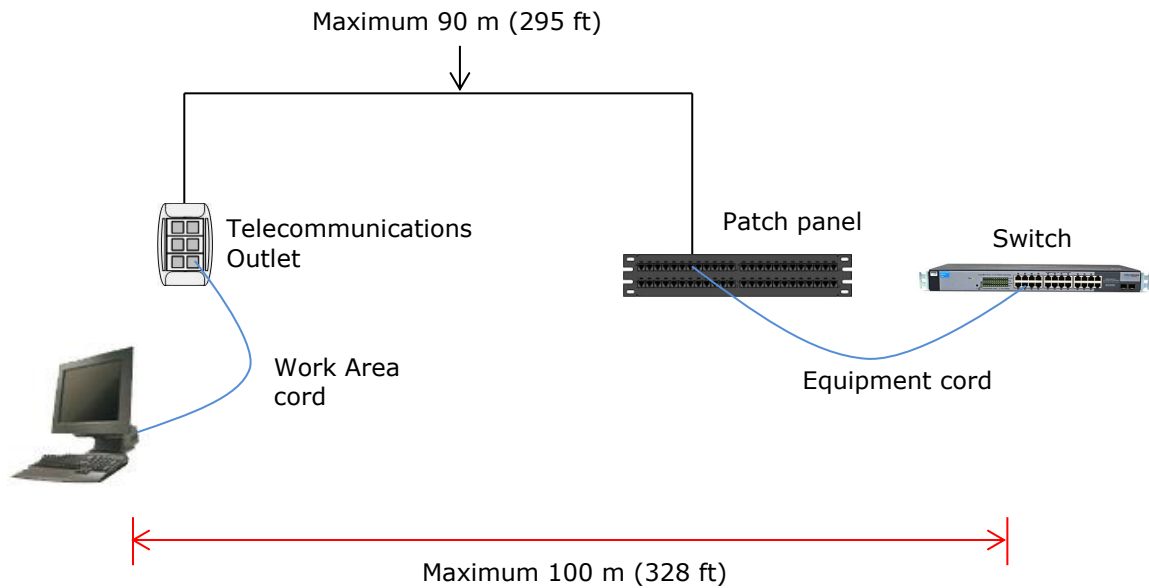 Maximum 90 m (295 ft)
Telecommunications
Outlet
Patch panel
Switch
Work Area
cord
Equipment cord
Maximum 100 m (328 ft)